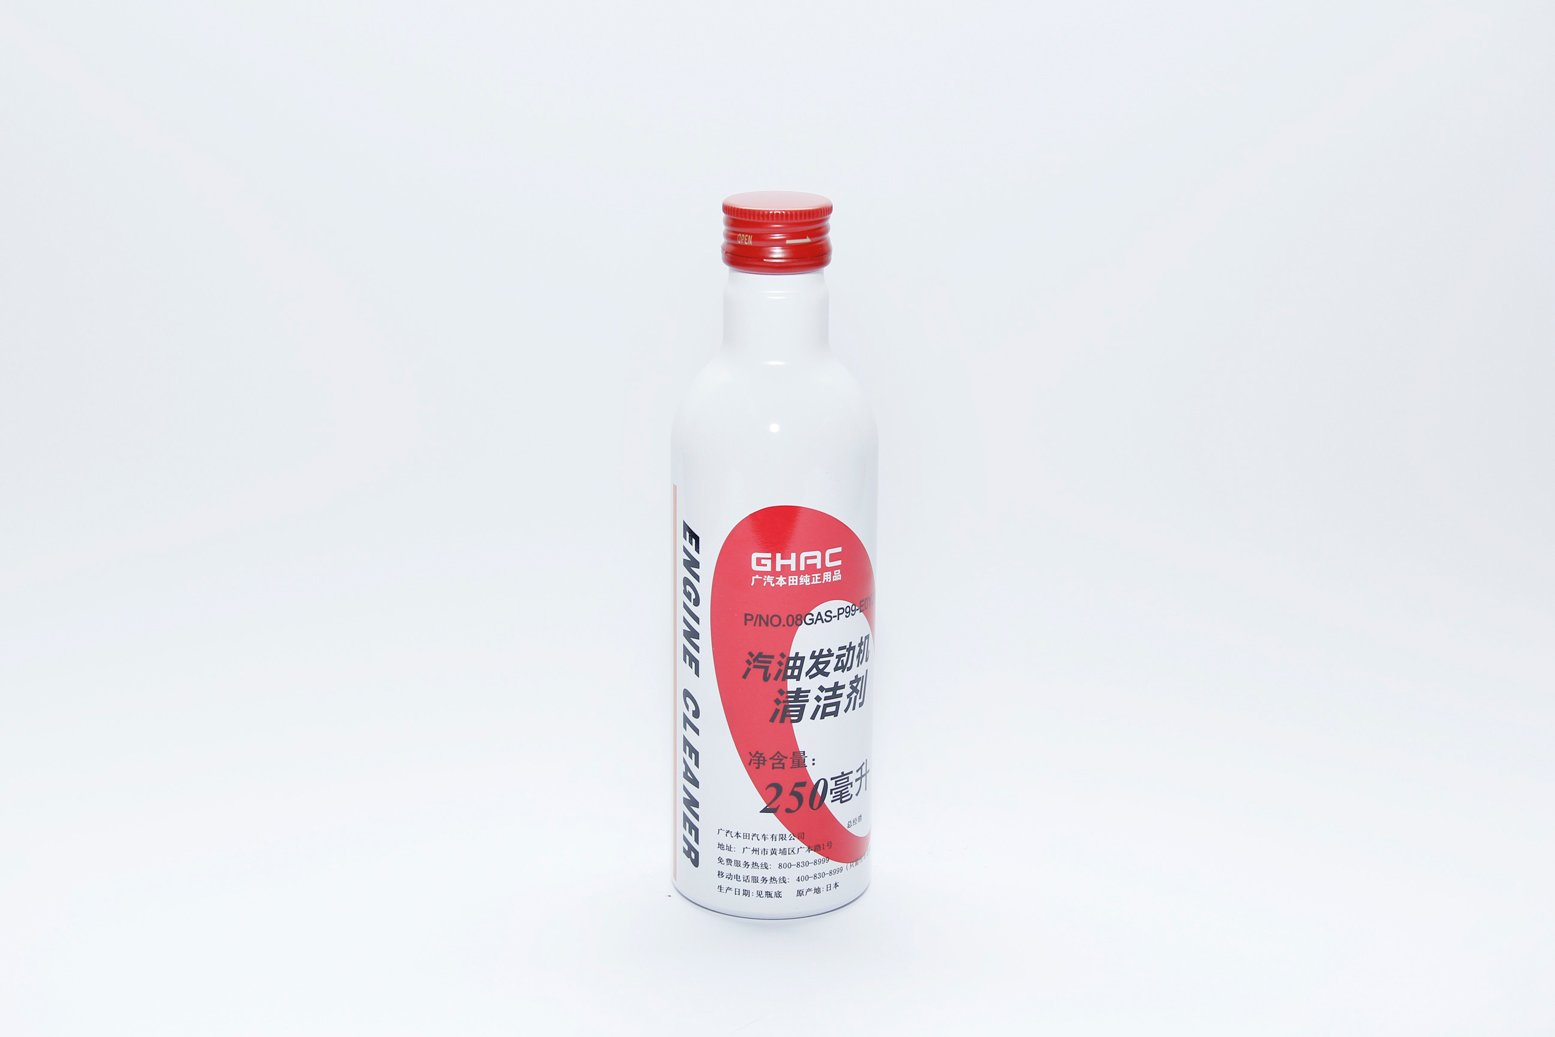 OPEN
ENGINE CLEANER
GHAC
广汽本田纯正用品
P/NO.08GAS-P99-
汽油发动机
清洁剂
净含量：
250毫升
总经销
广汽本田汽车有限公司
地址：广州市黄埔区广本路1号
免费服务热线：800-830-8999
移动电话服务热线：400-830-8999
生产日期：见瓶底 原产地：日本